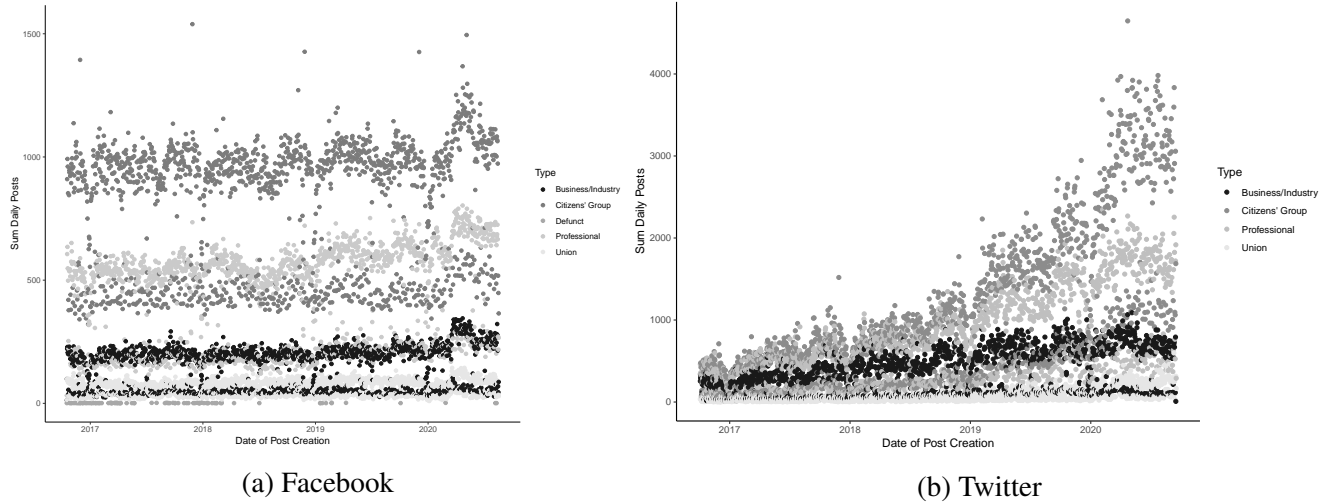 1500
1000
500
0
Sum Daily Posts
2017
2018
2019
2020
Date of Post Creation
Type
Business/Industry
Citizens' Group
Defunct
Professional
Union
(a) Facebook
4000
3000
2000
1000
0
Sum Daily Posts
2017
2018
2019
2020
Date of Post Creation
Type
Business/Industry
Citizens' Group
Professional
Union
(b) Twitter